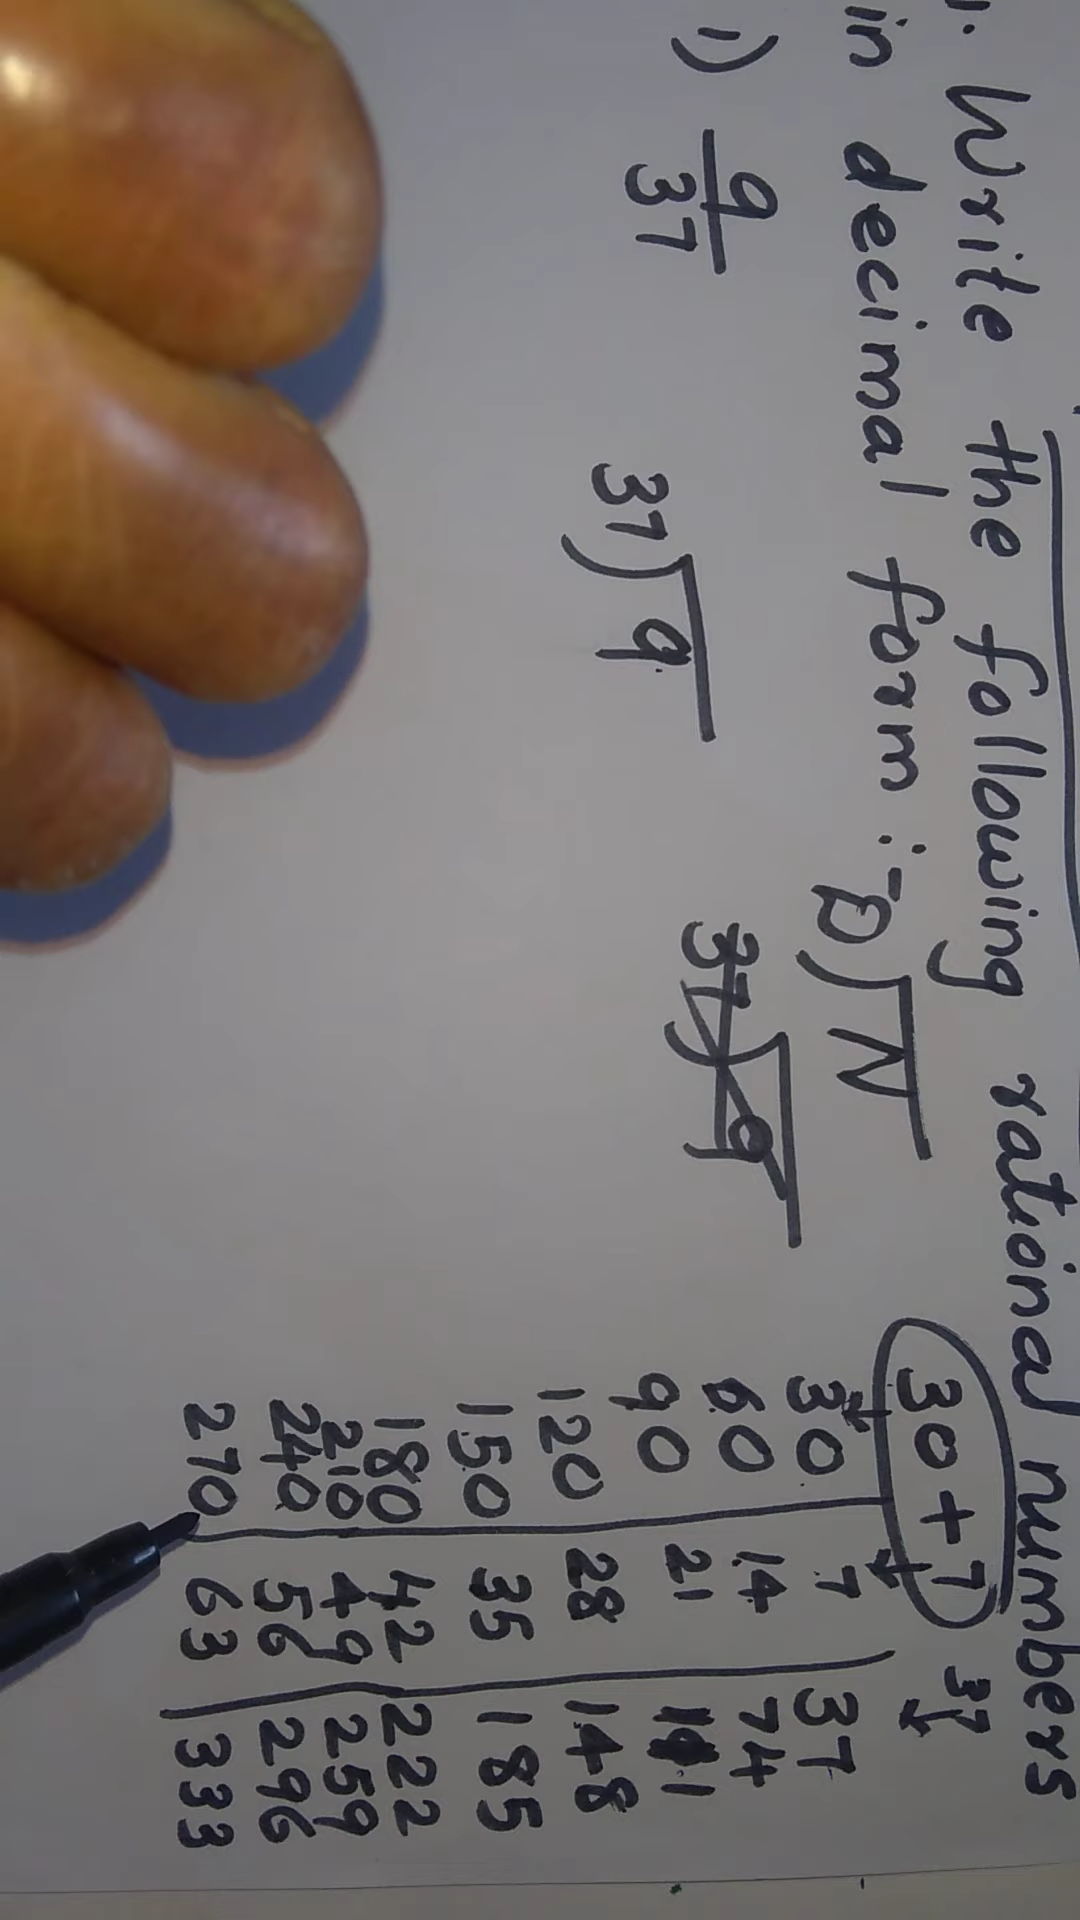 1. Write the following rational numbers
in decimal form :-
1) 9/37
D)N
37)9
37)9
30+7 37
30 7 37
60 14 74
90 21 111
120 28 148
150 35 185
180 42 222
210 49 259
240 56 296
270 63 333